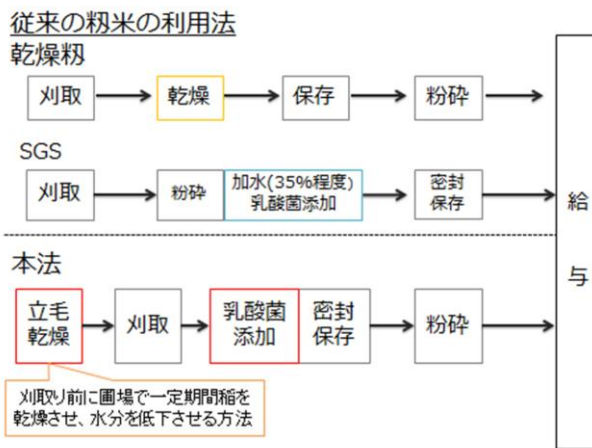 従来の籾米の利用法
乾燥籾
刈取
乾燥
保存
粉砕
SGS
刈取
粉砕
加水(35%程度)
乳酸菌添加
密封
保存
給与
本法
立毛
乾燥
刈取
乳酸菌
添加
密封
保存
粉砕
刈取り前に圃場で一定期間稲を
乾燥させ、水分を低下させる方法